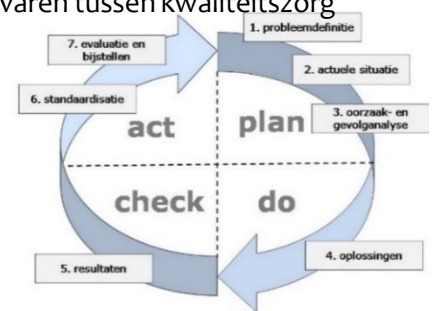 varen tussen kwaliteitszorg
1. probleemdefinitie
2. actuele situatie
3. oorzaak- en
gevolganalyse
4. oplossingen
5. resultaten
6. standaardisatie
7. evaluatie en
bijstellen
act
plan
check
do